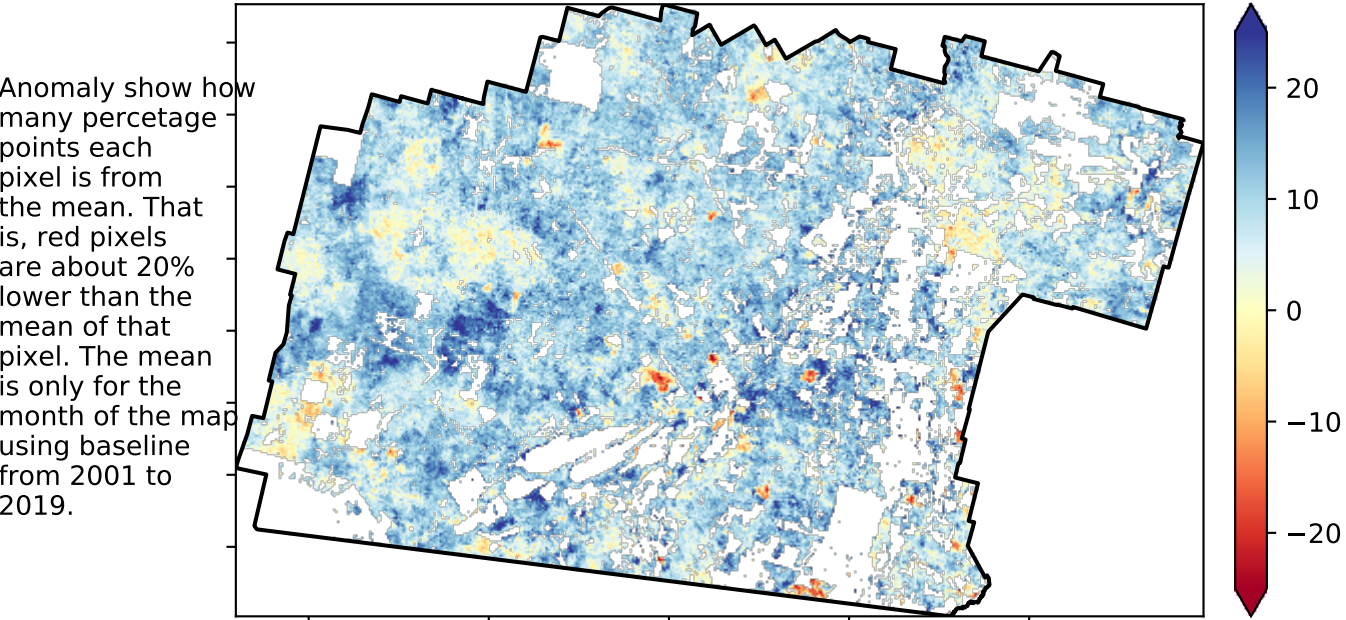 Anomaly show how
many percetage
points each
pixel is from
the mean. That
is, red pixels
are about 20%
lower than the
mean of that
pixel. The mean
is only for the
month of the map
using baseline
from 2001 to
2019.
20
10
0
−10
−20